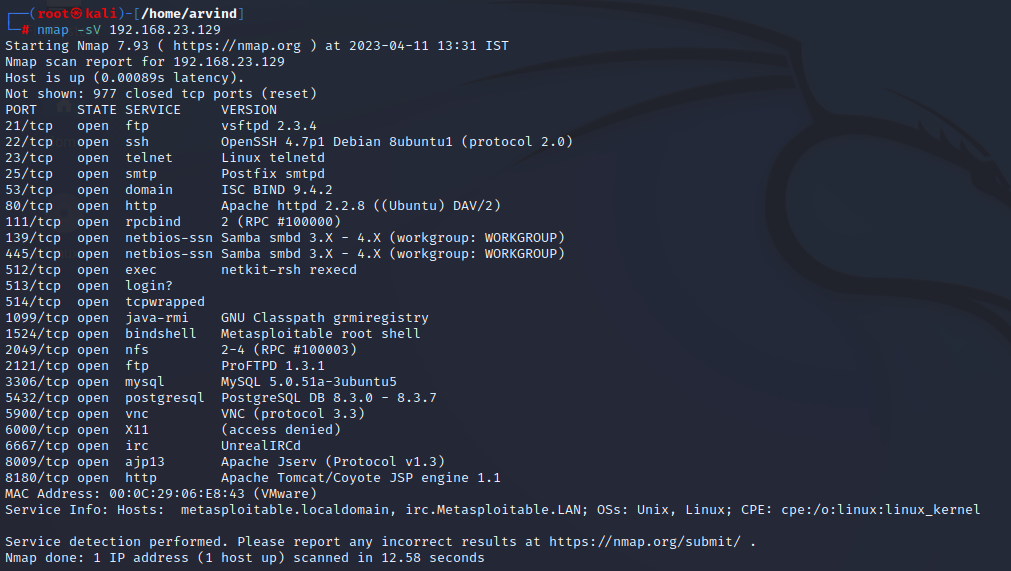 ┌──(root㉿kali)-[/home/arvind]
└─# nmap -sV 192.168.23.129
Starting Nmap 7.93 ( https://nmap.org ) at 2023-04-11 13:31 IST
Nmap scan report for 192.168.23.129
Host is up (0.00089s latency).
Not shown: 977 closed tcp ports (reset)
PORT     STATE SERVICE     VERSION
21/tcp   open  ftp         vsftpd 2.3.4
22/tcp   open  ssh         OpenSSH 4.7p1 Debian 8ubuntu1 (protocol 2.0)
23/tcp   open  telnet      Linux telnetd
25/tcp   open  smtp        Postfix smtpd
53/tcp   open  domain      ISC BIND 9.4.2
80/tcp   open  http        Apache httpd 2.2.8 ((Ubuntu) DAV/2)
111/tcp  open  rpcbind     2 (RPC #100000)
139/tcp  open  netbios-ssn Samba smbd 3.X - 4.X (workgroup: WORKGROUP)
445/tcp  open  netbios-ssn Samba smbd 3.X - 4.X (workgroup: WORKGROUP)
512/tcp  open  exec        netkit-rsh rexecd
513/tcp  open  login?
514/tcp  open  tcpwrapped
1099/tcp open  java-rmi    GNU Classpath grmiregistry
1524/tcp open  bindshell   Metasploitable root shell
2049/tcp open  nfs         2-4 (RPC #100003)
2121/tcp open  ftp         ProFTPD 1.3.1
3306/tcp open  mysql       MySQL 5.0.51a-3ubuntu5
5432/tcp open  postgresql  PostgreSQL DB 8.3.0 - 8.3.7
5900/tcp open  vnc         VNC (protocol 3.3)
6000/tcp open  X11         (access denied)
6667/tcp open  irc         UnrealIRCd
8009/tcp open  ajp13       Apache Jserv (Protocol v1.3)
8180/tcp open  http        Apache Tomcat/Coyote JSP engine 1.1
MAC Address: 00:0C:29:06:E8:43 (VMware)
Service Info: Hosts:  metasploitable.localdomain, irc.Metasploitable.LAN; OSs: Unix, Linux; CPE: cpe:/o:linux:linux_kernel

Service detection performed. Please report any incorrect results at https://nmap.org/submit/ .
Nmap done: 1 IP address (1 host up) scanned in 12.58 seconds